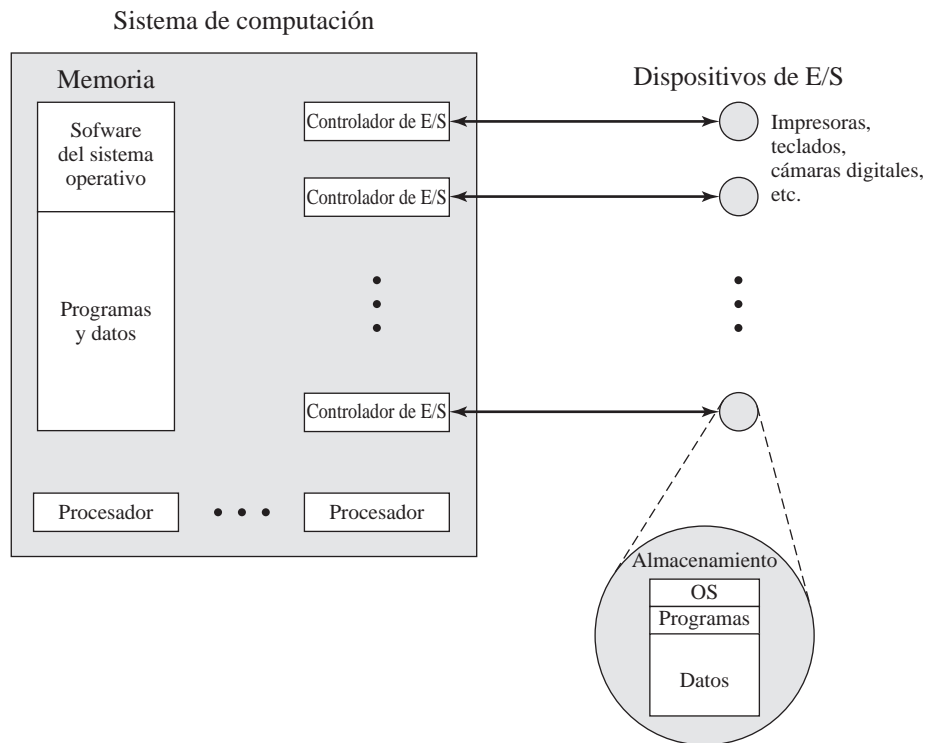 Sistema de computación
Memoria
Sofware
del sistema
operativo
Programas
y datos
Controlador de E/S
Controlador de E/S
Controlador de E/S
Procesador
Procesador
Dispositivos de E/S
Impresoras,
teclados,
cámaras digitales,
etc.
Almacenamiento
OS
Programas
Datos